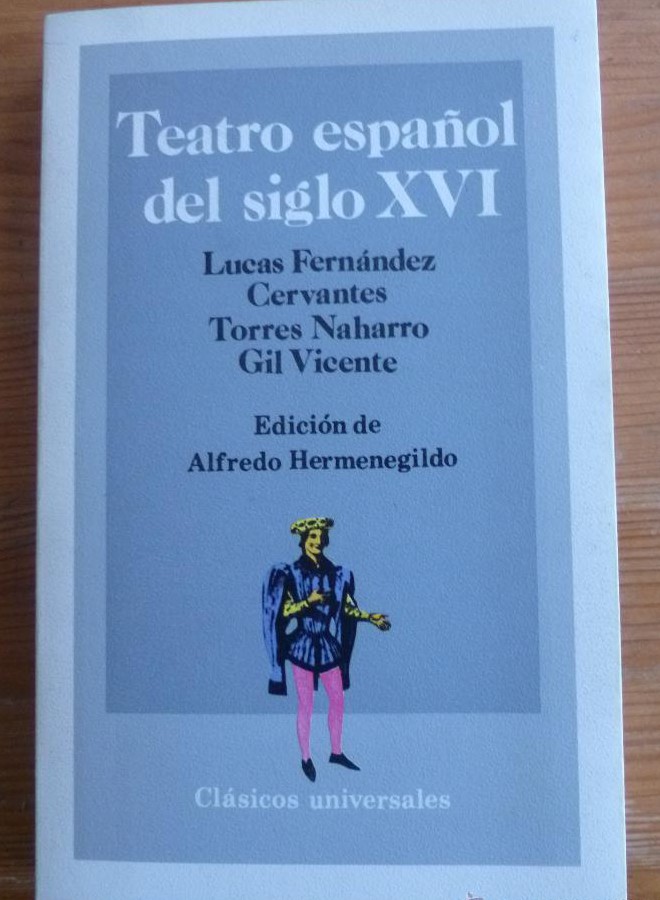 Teatro español
del siglo XVI
Lucas Fernández
Cervantes
Torres Naharro
Gil Vicente
Edición de
Alfredo Hermenegildo
Clásicos universales